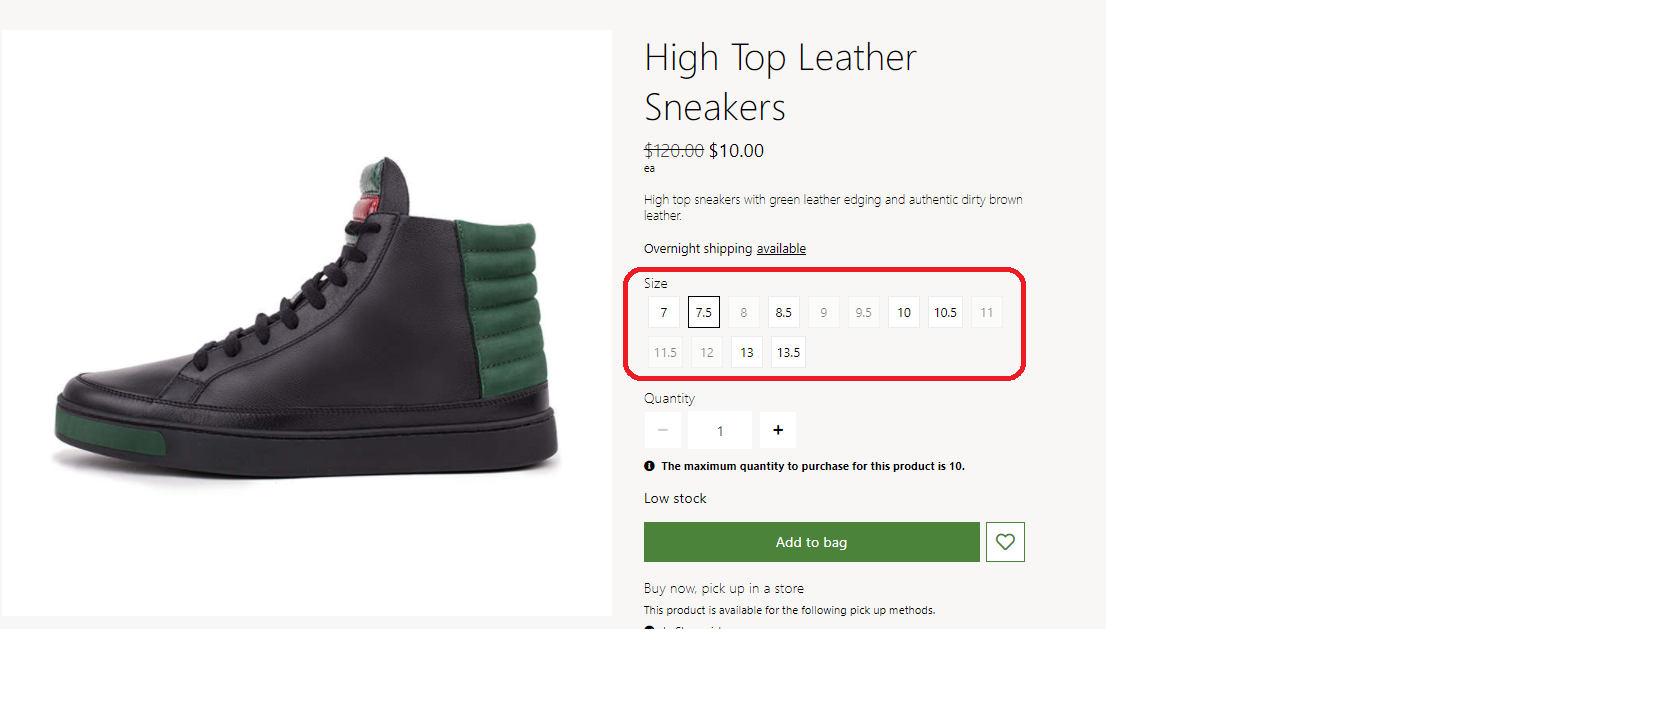 High Top Leather
Sneakers
$120.00 $10.00
ea
High top sneakers with green leather edging and authentic dirty brown
leather.
Overnight shipping available
Size
7 7.5 8 8.5 9 9.5 10 10.5 11
11.5 12 13 13.5
Quantity
− 1 +
The maximum quantity to purchase for this product is 10.
Low stock
Add to bag
Buy now, pick up in a store
This product is available for the following pick up methods.